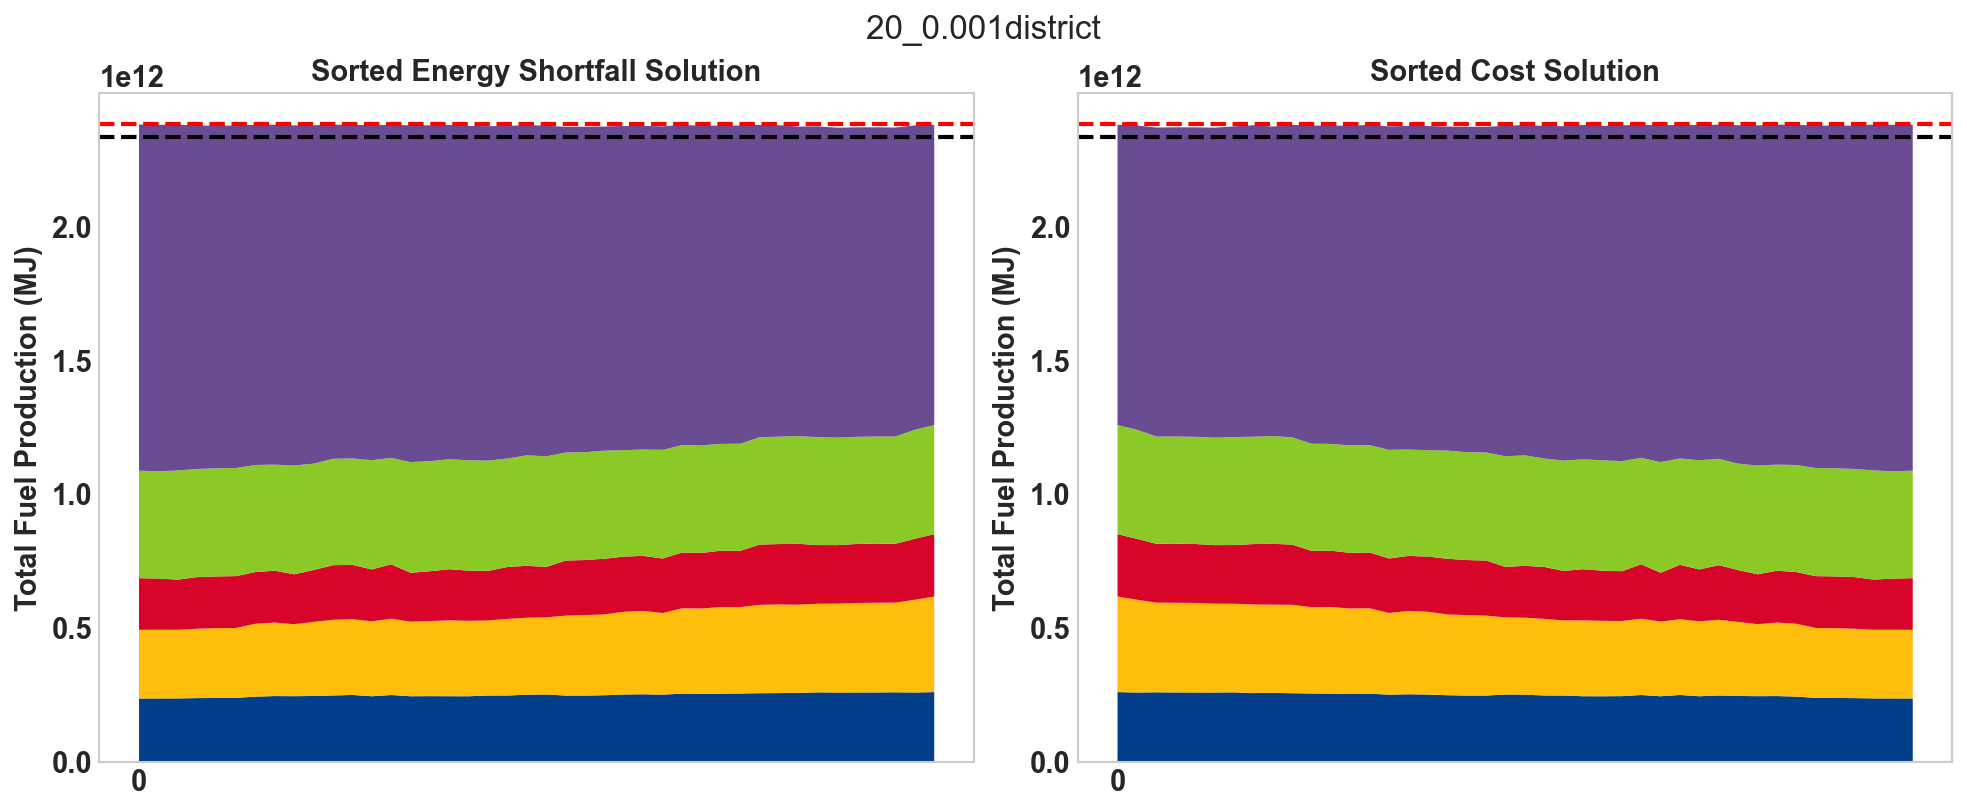 20_0.001district
Sorted Energy Shortfall Solution
1e12
Total Fuel Production (MJ)
2.0
1.5
1.0
0.5
0.0
0
Sorted Cost Solution
1e12
Total Fuel Production (MJ)
2.0
1.5
1.0
0.5
0.0
0